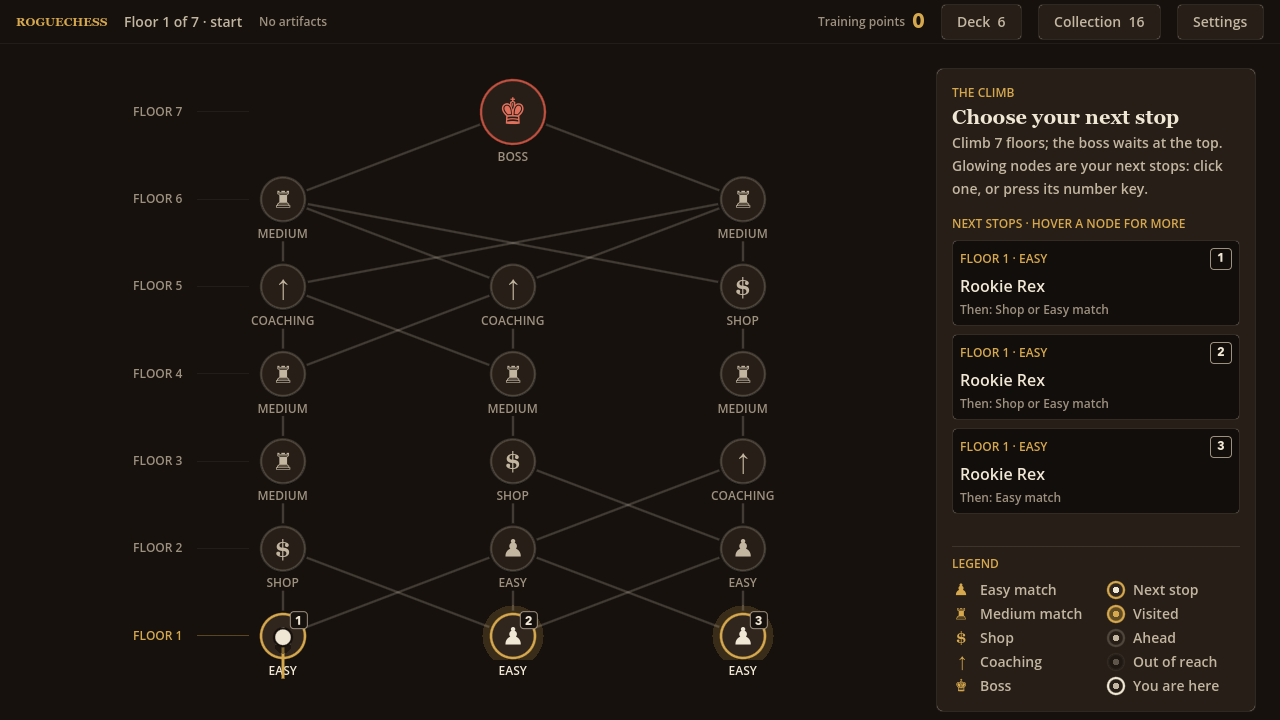 ROGUECHESS Floor 1 of 7 · start No artifacts Training points 0 Deck 6 Collection 16 Settings
FLOOR 7
BOSS
FLOOR 6
MEDIUM MEDIUM
FLOOR 5
COACHING COACHING $ SHOP
FLOOR 4
MEDIUM MEDIUM MEDIUM
FLOOR 3
$
MEDIUM SHOP COACHING
FLOOR 2
$
SHOP EASY EASY
FLOOR 1
1 2 3
EASY EASY EASY
THE CLIMB
Choose your next stop
Climb 7 floors; the boss waits at the top.
Glowing nodes are your next stops: click
one, or press its number key.
NEXT STOPS · HOVER A NODE FOR MORE
FLOOR 1 · EASY 1
Rookie Rex
Then: Shop or Easy match
FLOOR 1 · EASY 2
Rookie Rex
Then: Shop or Easy match
FLOOR 1 · EASY 3
Rookie Rex
Then: Easy match
LEGEND
Easy match Next stop
Medium match Visited
$ Shop Ahead
↑ Coaching Out of reach
Boss You are here